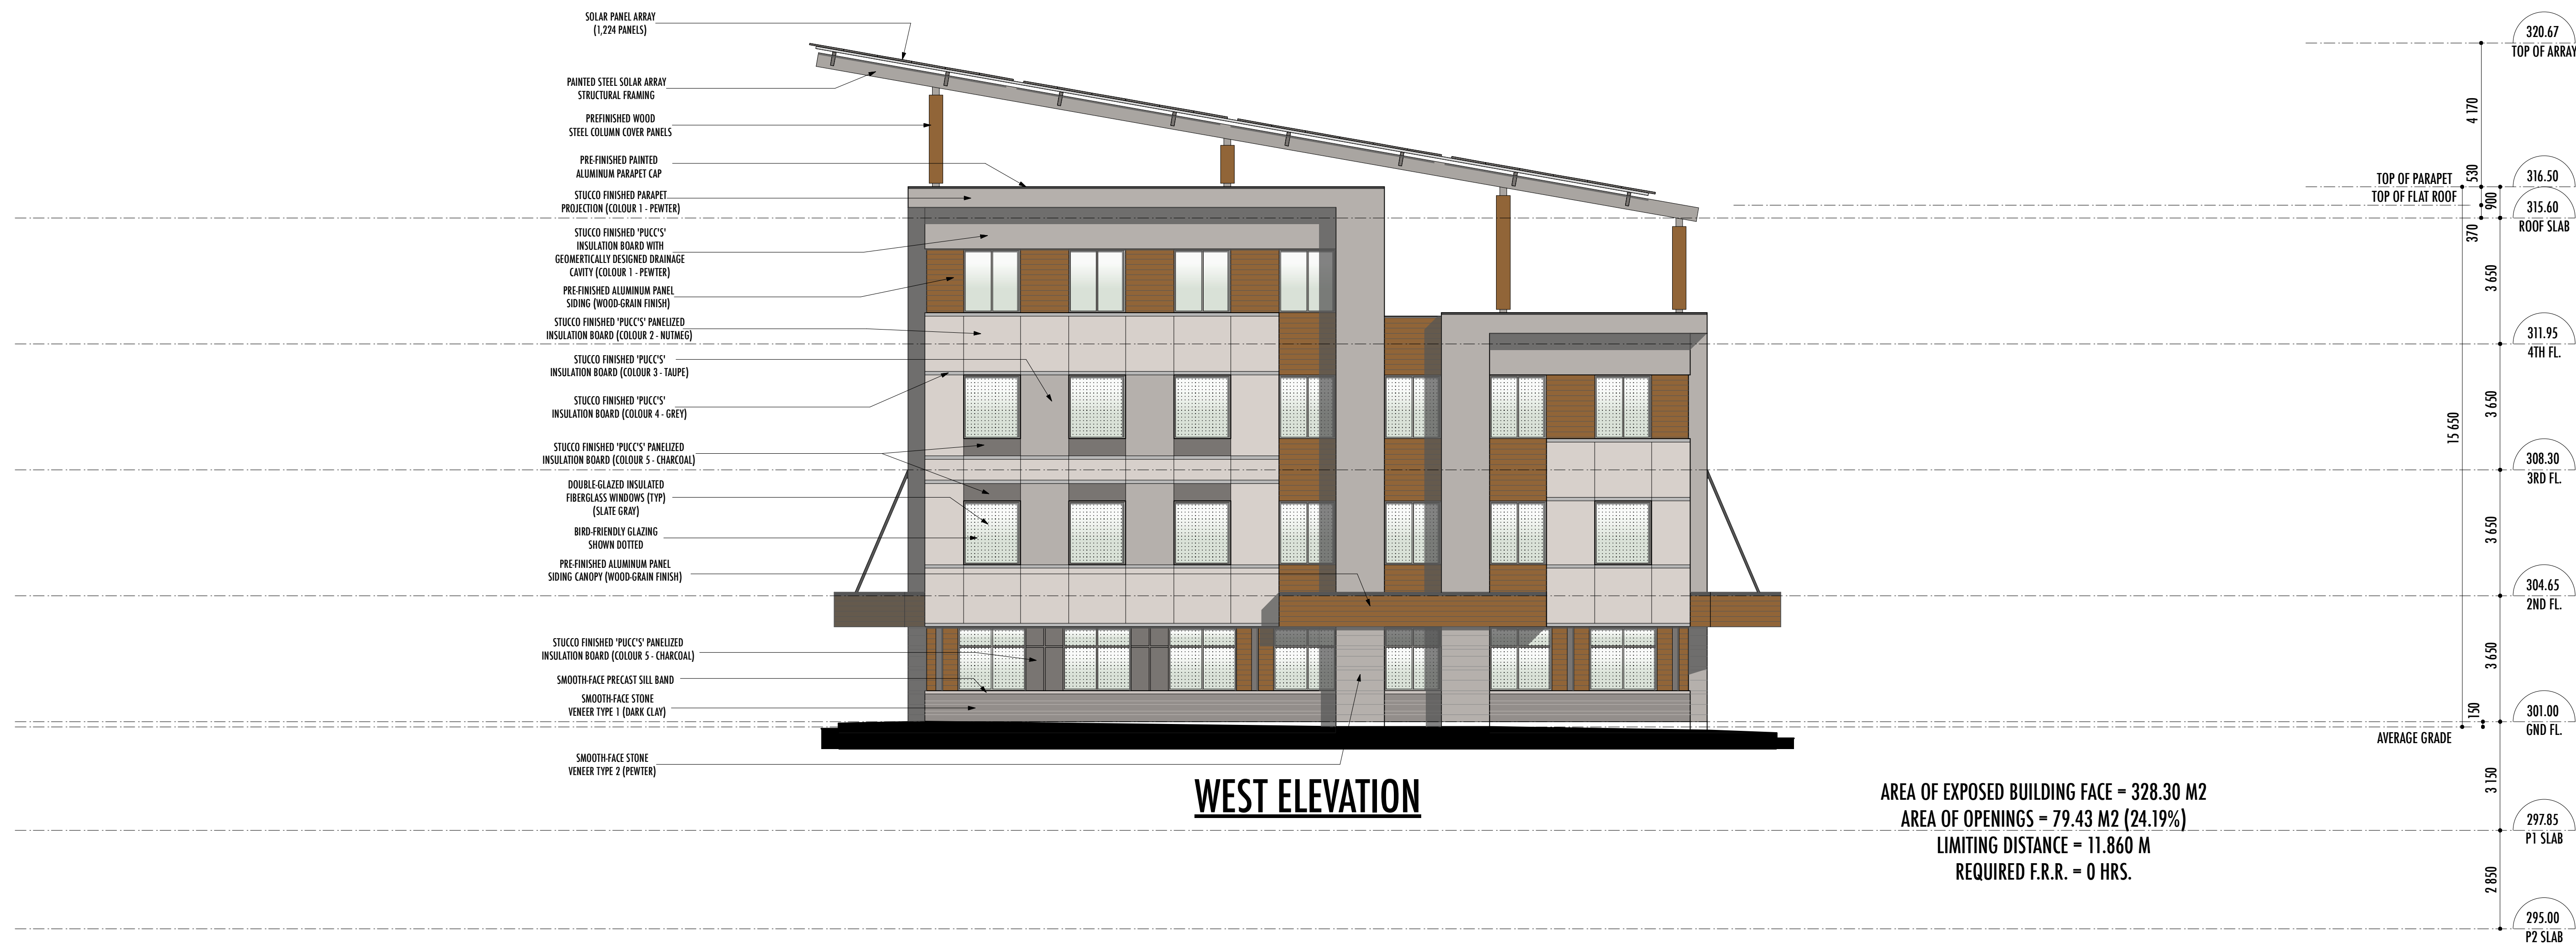 SOLAR PANEL ARRAY
(1,224 PANELS)
PAINTED STEEL SOLAR ARRAY
STRUCTURAL FRAMING
PREFINISHED WOOD
STEEL COLUMN COVER PANELS
PRE-FINISHED PAINTED
ALUMINUM PARAPET CAP
STUCCO FINISHED PARAPET
PROJECTION (COLOUR 1 - PEWTER)
STUCCO FINISHED 'PUCC'S'
INSULATION BOARD WITH
GEOMERTICALLY DESIGNED DRAINAGE
CAVITY (COLOUR 1 - PEWTER)
PRE-FINISHED ALUMINUM PANEL
SIDING (WOOD-GRAIN FINISH)
STUCCO FINISHED 'PUCC'S' PANELIZED
INSULATION BOARD (COLOUR 2 - NUTMEG)
STUCCO FINISHED 'PUCC'S'
INSULATION BOARD (COLOUR 3 - TAUPE)
STUCCO FINISHED 'PUCC'S'
INSULATION BOARD (COLOUR 4 - GREY)
STUCCO FINISHED 'PUCC'S' PANELIZED
INSULATION BOARD (COLOUR 5 - CHARCOAL)
DOUBLE-GLAZED INSULATED
FIBERGLASS WINDOWS (TYP)
(SLATE GRAY)
BIRD-FRIENDLY GLAZING
SHOWN DOTTED
PRE-FINISHED ALUMINUM PANEL
SIDING CANOPY (WOOD-GRAIN FINISH)
STUCCO FINISHED 'PUCC'S' PANELIZED
INSULATION BOARD (COLOUR 5 - CHARCOAL)
SMOOTH-FACE PRECAST SILL BAND
SMOOTH-FACE STONE
VENEER TYPE 1 (DARK CLAY)
SMOOTH-FACE STONE
VENEER TYPE 2 (PEWTER)
WEST ELEVATION
AREA OF EXPOSED BUILDING FACE = 328.30 M2
AREA OF OPENINGS = 79.43 M2 (24.19%)
LIMITING DISTANCE = 11.860 M
REQUIRED F.R.R. = 0 HRS.
320.67
TOP OF ARRAY
4 170
TOP OF PARAPET
530
316.50
TOP OF FLAT ROOF
900
315.60
ROOF SLAB
370
3 650
311.95
4TH FL.
3 650
15 650
308.30
3RD FL.
3 650
304.65
2ND FL.
3 650
150
301.00
GND FL.
AVERAGE GRADE
3 150
297.85
P1 SLAB
2 850
295.00
P2 SLAB